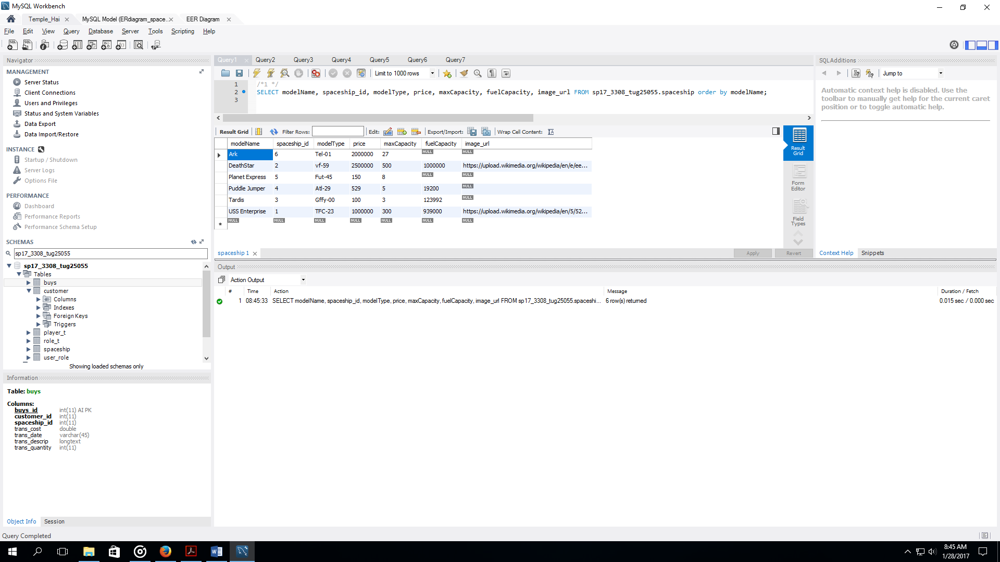 MySQL Workbench
Temple_Hai
MySQL Model (ERdiagram_space..
EER Diagram
File Edit View Query Database Server Tools Scripting Help
Navigator
MANAGEMENT
Server Status
Client Connections
Users and Privileges
Status and System Variables
Data Export
Data Import/Restore
INSTANCE
Startup / Shutdown
Server Logs
Options File
PERFORMANCE
Dashboard
Performance Reports
Performance Schema Setup
SCHEMAS
sp17_3308_tug25055
sp17_3308_tug25055
Tables
buys
customer
Columns
Indexes
Foreign Keys
Triggers
player_t
role_t
spaceship
user_role
Showing loaded schemas only
Information
Table: buys
Columns:
buys_id int(11) AI PK
customer_id int(11)
spaceship_id int(11)
trans_cost double
trans_date varchar(45)
trans_descrip longtext
trans_quantity int(11)
Object Info Session
Query Completed
Query1 Query2 Query3 Query4 Query5 Query6 Query7
Limit to 1000 rows
1 /*1 */
2 SELECT modelName, spaceship_id, modelType, price, maxCapacity, fuelCapacity, image_url FROM sp17_3308_tug25055.spaceship order by modelName;
3
Result Grid Filter Rows: Edit: Export/Import: Wrap Cell Content:
modelName spaceship_id modelType price maxCapacity fuelCapacity image_url
Ark 6 Tel-01 2000000 27 NULL NULL
DeathStar 2 vf-59 2500000 500 1000000 https://upload.wikimedia.org/wikipedia/en/e/ee...
Planet Express 5 Fut-45 150 8 NULL NULL
Puddle Jumper 4 Atl-29 529 5 19200 NULL
Tardis 3 Gffy-00 100 3 123992 NULL
USS Enterprise 1 TFC-23 1000000 300 939000 https://upload.wikimedia.org/wikipedia/en/5/52...
NULL NULL NULL NULL NULL NULL NULL
Result
Grid
Form
Editor
Field
Types
spaceship 1
Apply Revert
Output
Action Output
# Time Action Message Duration / Fetch
1 08:45:33 SELECT modelName, spaceship_id, modelType, price, maxCapacity, fuelCapacity, image_url FROM sp17_3308_tug25055.spaceshi... 6 row(s) returned 0.015 sec / 0.000 sec
SQLAdditions
Jump to
Automatic context help is disabled. Use the
toolbar to manually get help for the current caret
position or to toggle automatic help.
Context Help Snippets
8:45 AM
1/28/2017